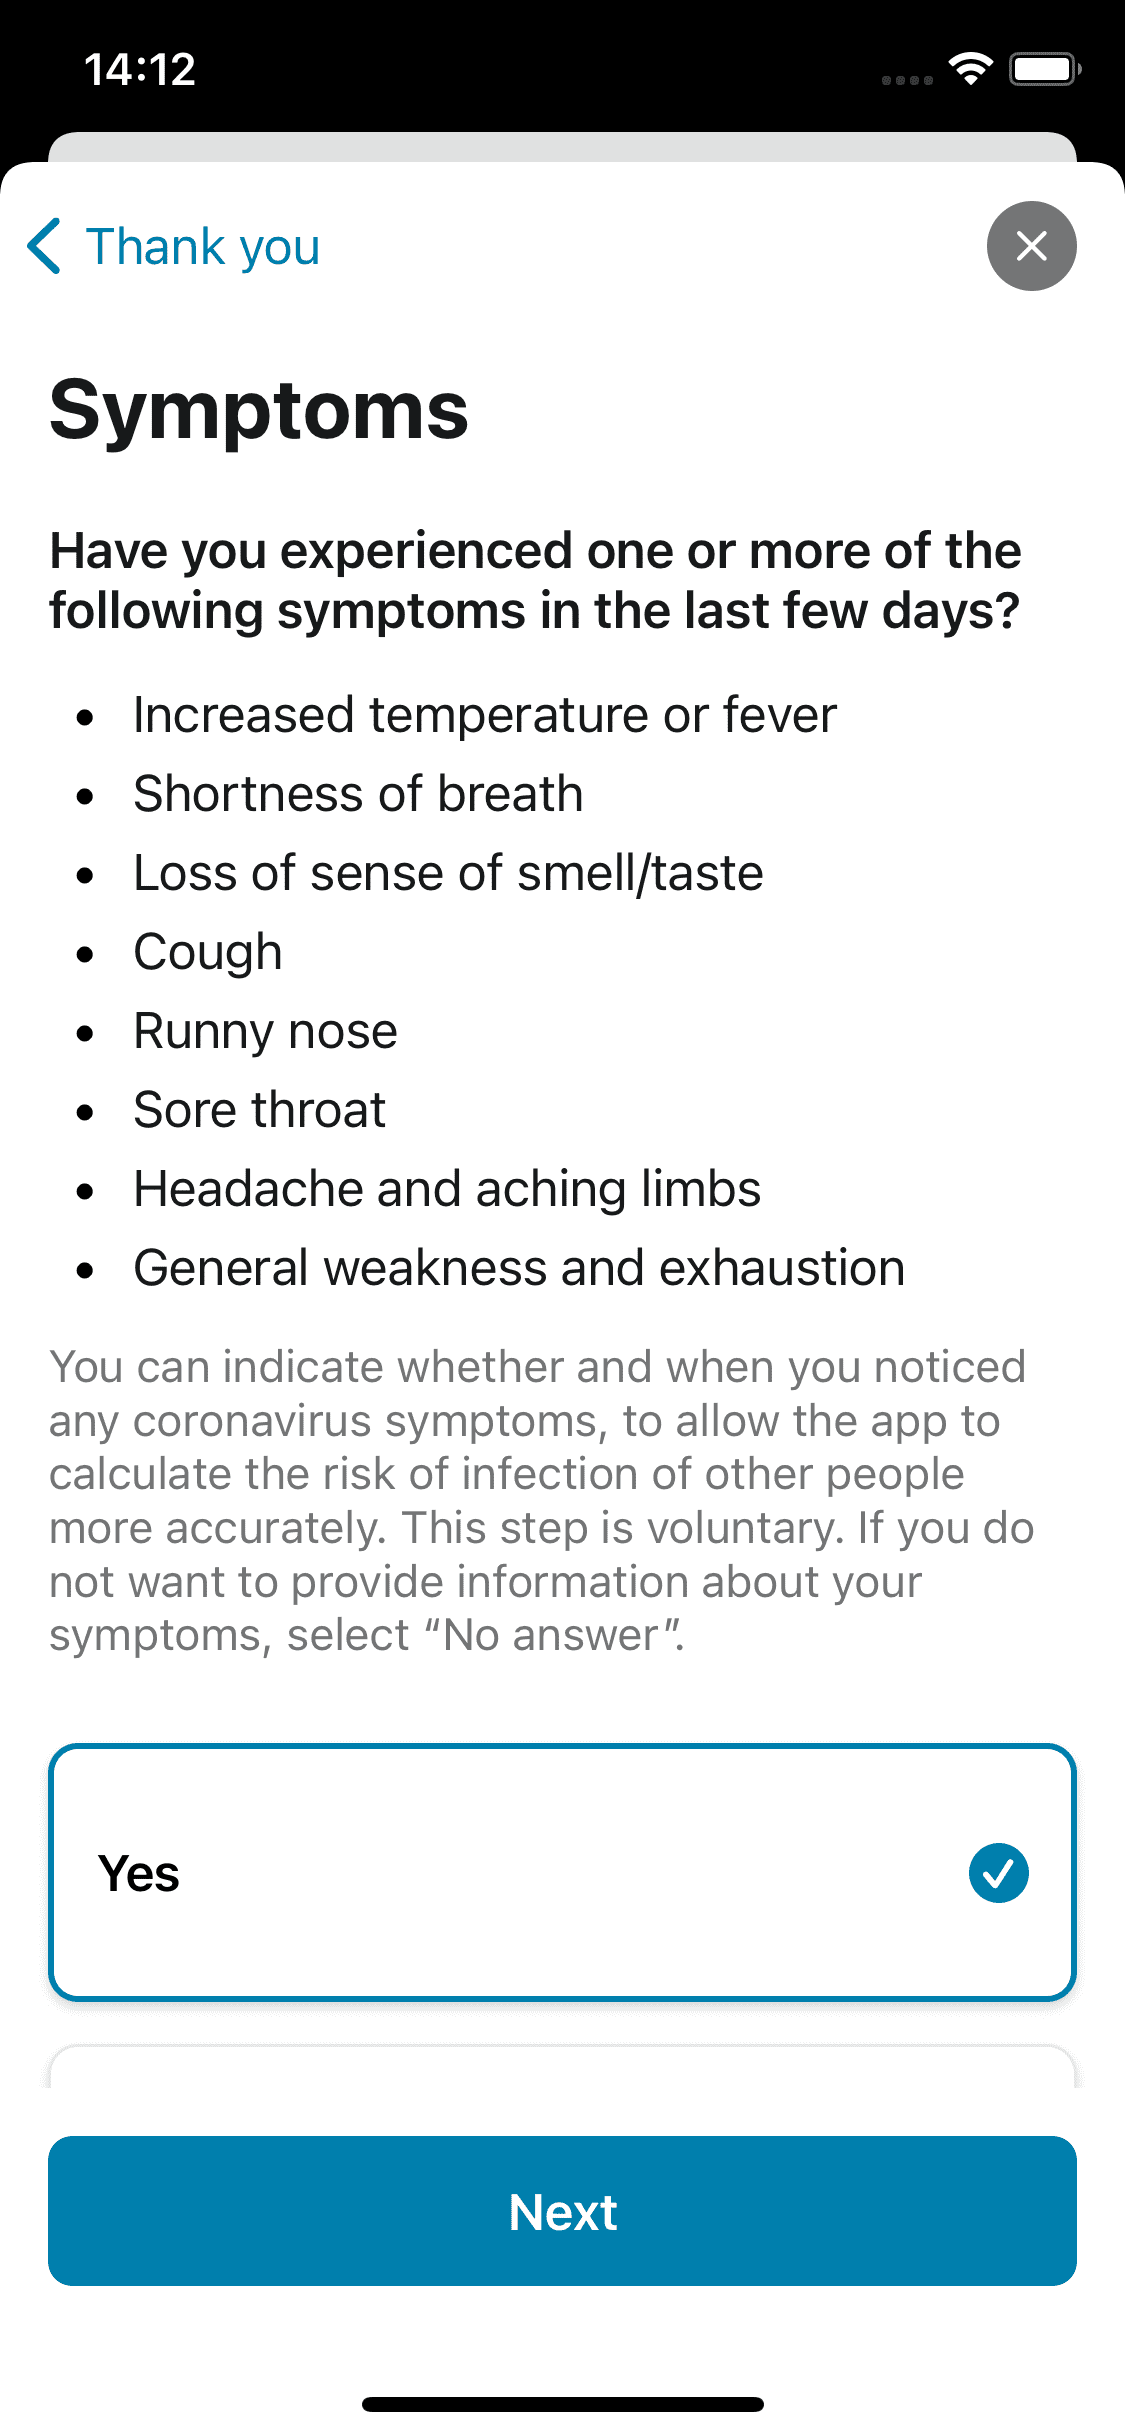 14:12
Thank you
Symptoms
Have you experienced one or more of the
following symptoms in the last few days?
• Increased temperature or fever
• Shortness of breath
• Loss of sense of smell/taste
• Cough
• Runny nose
• Sore throat
• Headache and aching limbs
• General weakness and exhaustion
You can indicate whether and when you noticed
any coronavirus symptoms, to allow the app to
calculate the risk of infection of other people
more accurately. This step is voluntary. If you do
not want to provide information about your
symptoms, select “No answer”.
Yes
Next